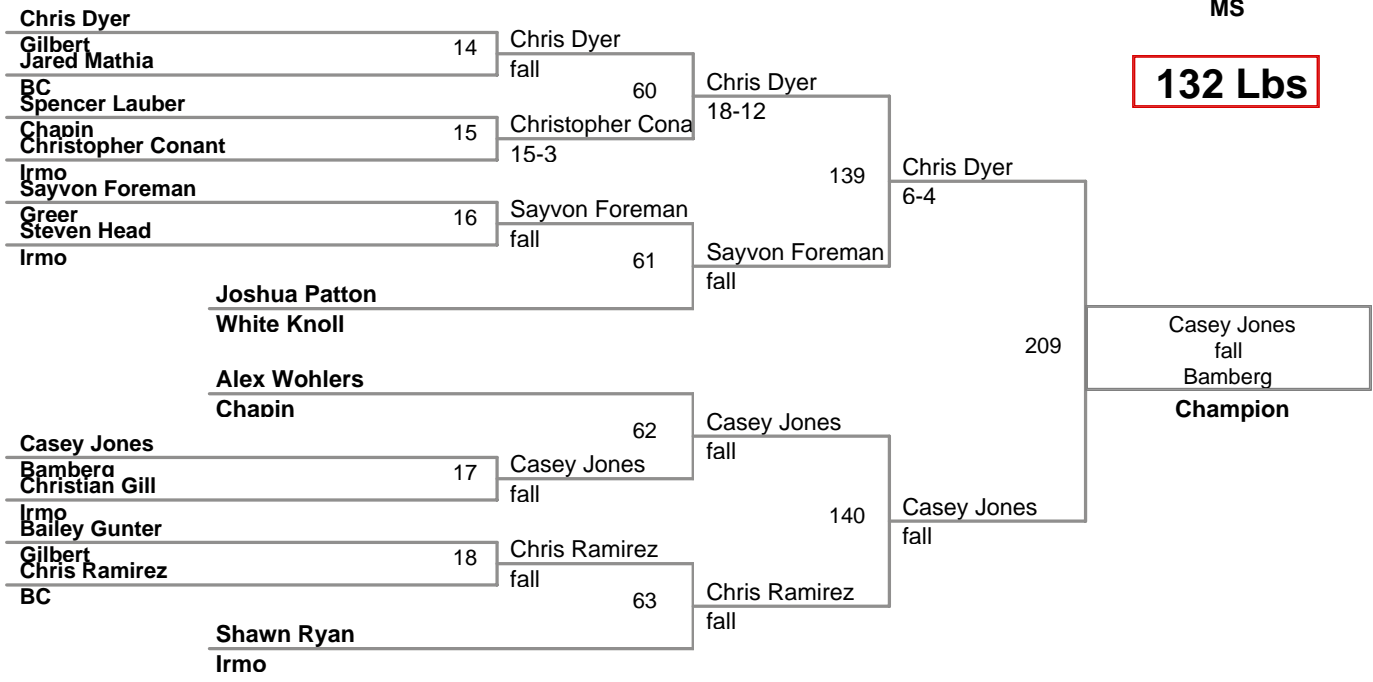 MS
132 Lbs
Chris Dyer
Gilbert
Jared Mathia
BC
Spencer Lauber
Chapin
Christopher Conant
Irmo
Sayvon Foreman
Greer
Steven Head
Irmo
Joshua Patton
White Knoll
Alex Wohlers
Chapin
Casey Jones
Bamberg
Christian Gill
Irmo
Bailey Gunter
Gilbert
Chris Ramirez
BC
Shawn Ryan
Irmo
14
15
16
17
18
Chris Dyer
fall
Christopher Cona
15-3
Sayvon Foreman
fall
Casey Jones
fall
Chris Ramirez
fall
60
61
62
63
Chris Dyer
18-12
Sayvon Foreman
fall
Casey Jones
fall
Chris Ramirez
fall
139
140
Chris Dyer
6-4
Casey Jones
fall
209
Casey Jones
fall
Bamberg
Champion